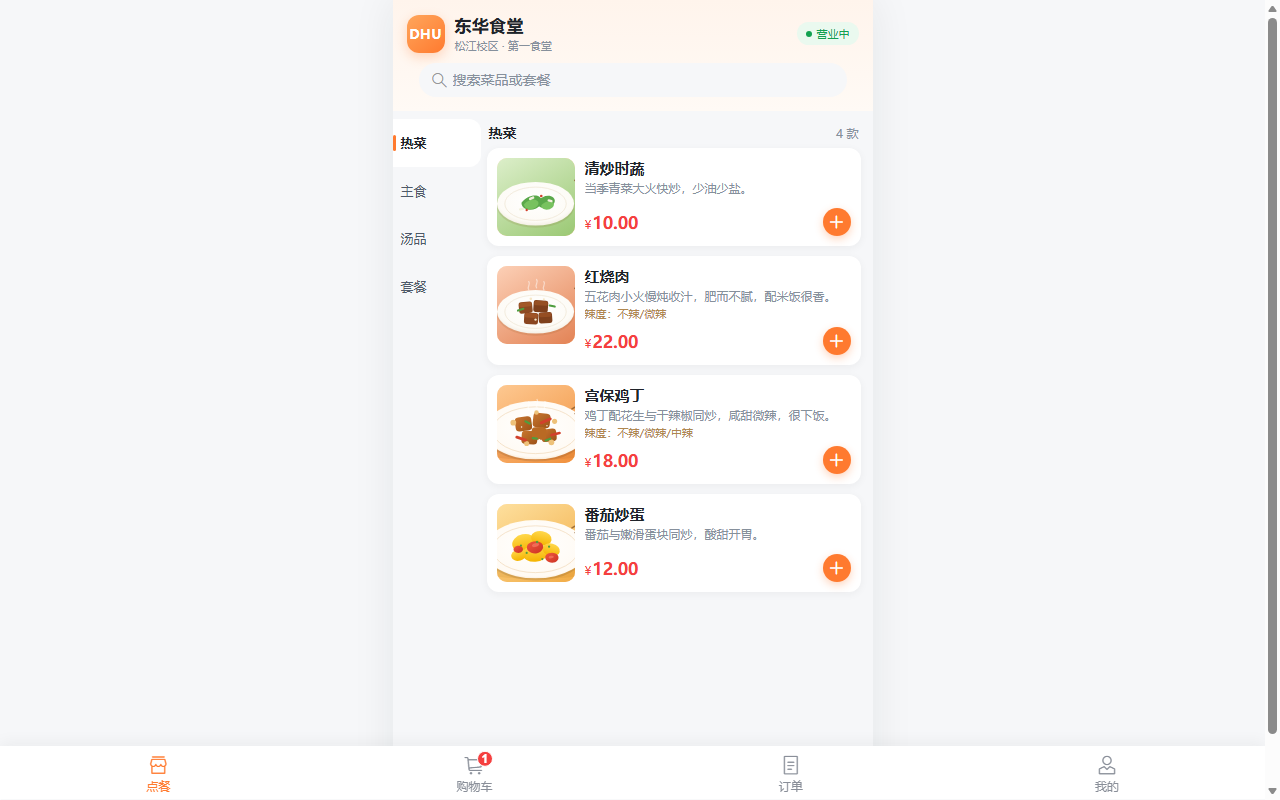 DHU
东华食堂
松江校区 · 第一食堂
营业中
搜索菜品或套餐
热菜
主食
汤品
套餐
热菜
4 款
清炒时蔬
当季青菜大火快炒，少油少盐。
¥10.00
红烧肉
五花肉小火慢炖收汁，肥而不腻，配米饭很香。
辣度：不辣/微辣
¥22.00
宫保鸡丁
鸡丁配花生与干辣椒同炒，咸甜微辣，很下饭。
辣度：不辣/微辣/中辣
¥18.00
番茄炒蛋
番茄与嫩滑蛋块同炒，酸甜开胃。
¥12.00
点餐
1
购物车
订单
我的